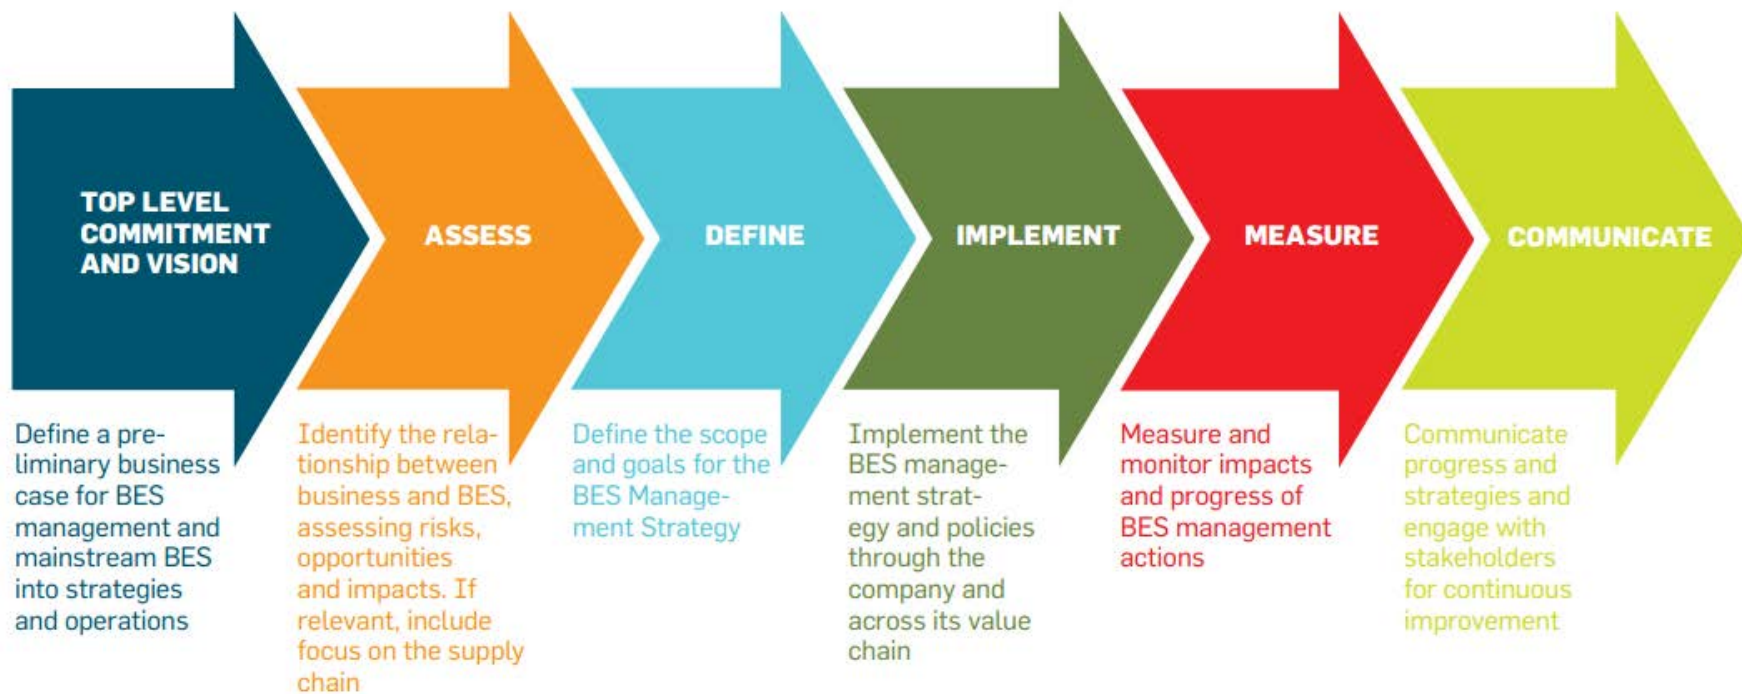 TOP LEVEL
COMMITMENT
AND VISION
ASSESS
DEFINE
IMPLEMENT
MEASURE
COMMUNICATE
Define a pre-
liminary business
case for BES
management and
mainstream BES
into strategies
and operations
Identify the rela-
tionship between
business and BES,
assessing risks,
opportunities
and impacts. If
relevant, include
focus on the supply
chain
Define the scope
and goals for the
BES Manage-
ment Strategy
Implement the
BES manage-
ment strat-
egy and policies
through the
company and
across its value
chain
Measure and
monitor impacts
and progress of
BES management
actions
Communicate
progress and
strategies and
engage with
stakeholders
for continuous
improvement